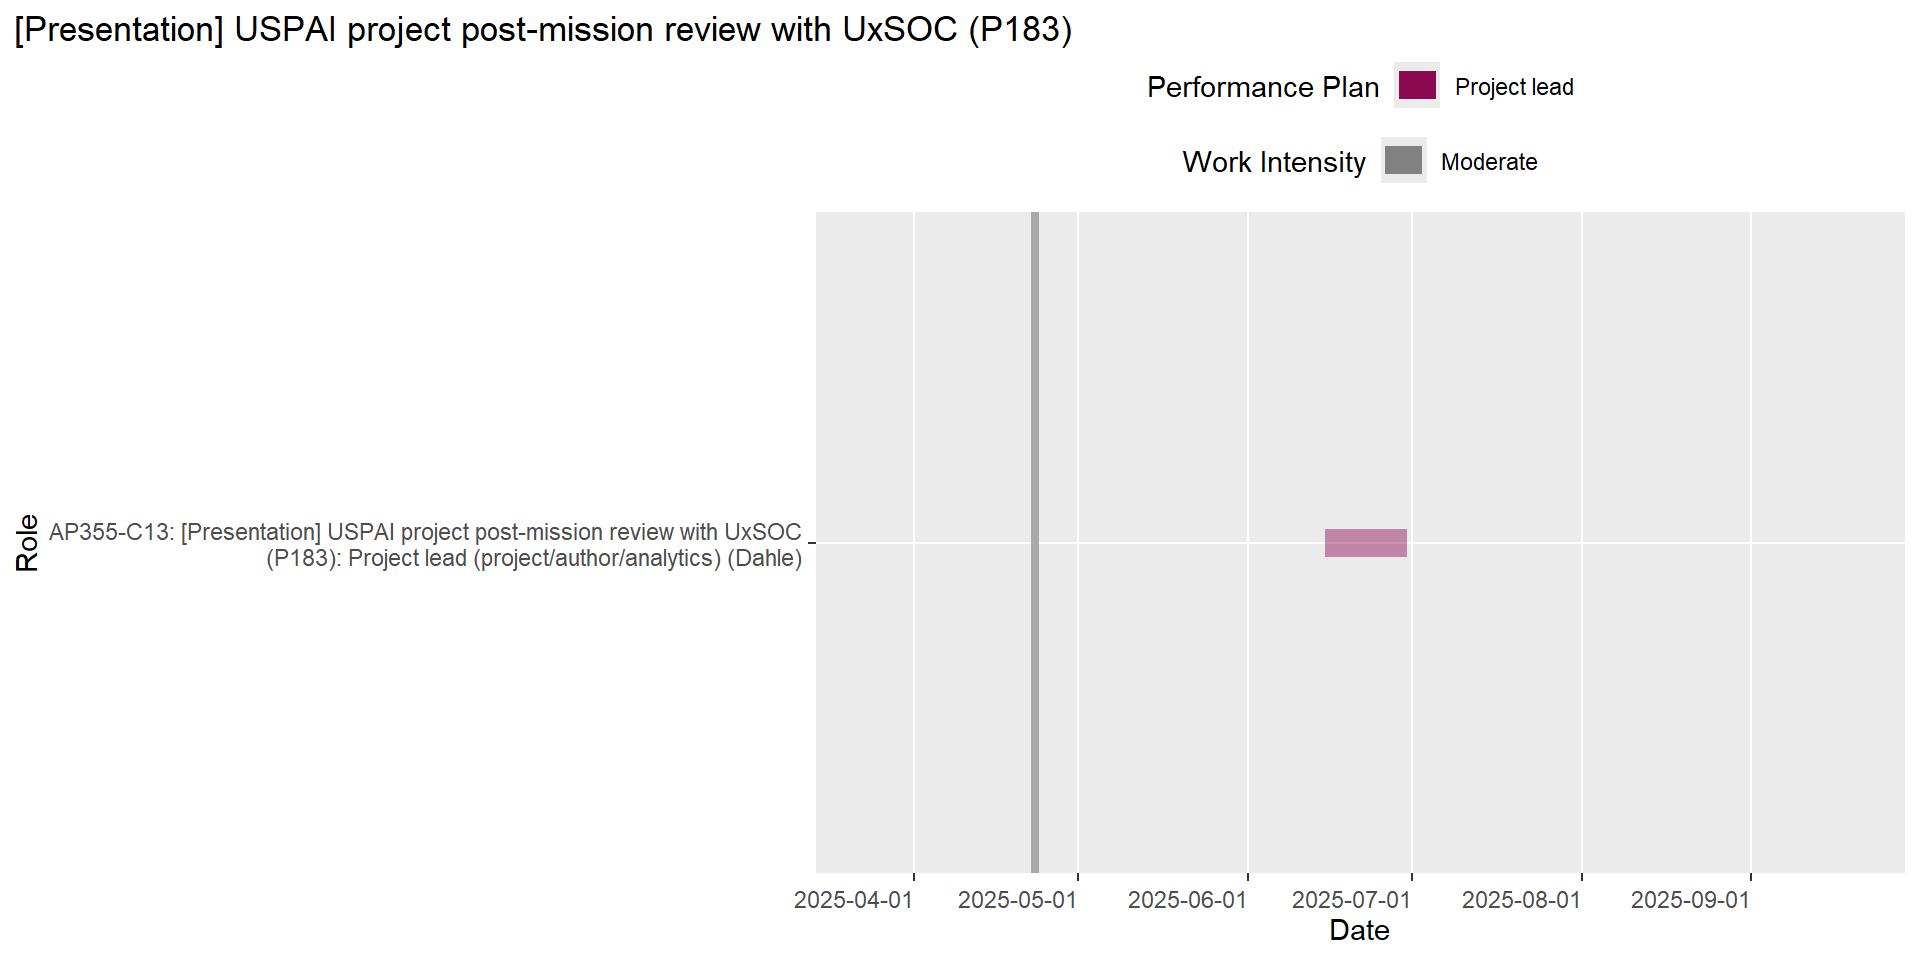 [Presentation] USPAI project post-mission review with UxSOC (P183)
Performance Plan
Project lead
Work Intensity
Moderate
Role
AP355-C13: [Presentation] USPAI project post-mission review with UxSOC
(P183): Project lead (project/author/analytics) (Dahle)
2025-04-01
2025-05-01
2025-06-01
2025-07-01
2025-08-01
2025-09-01
Date